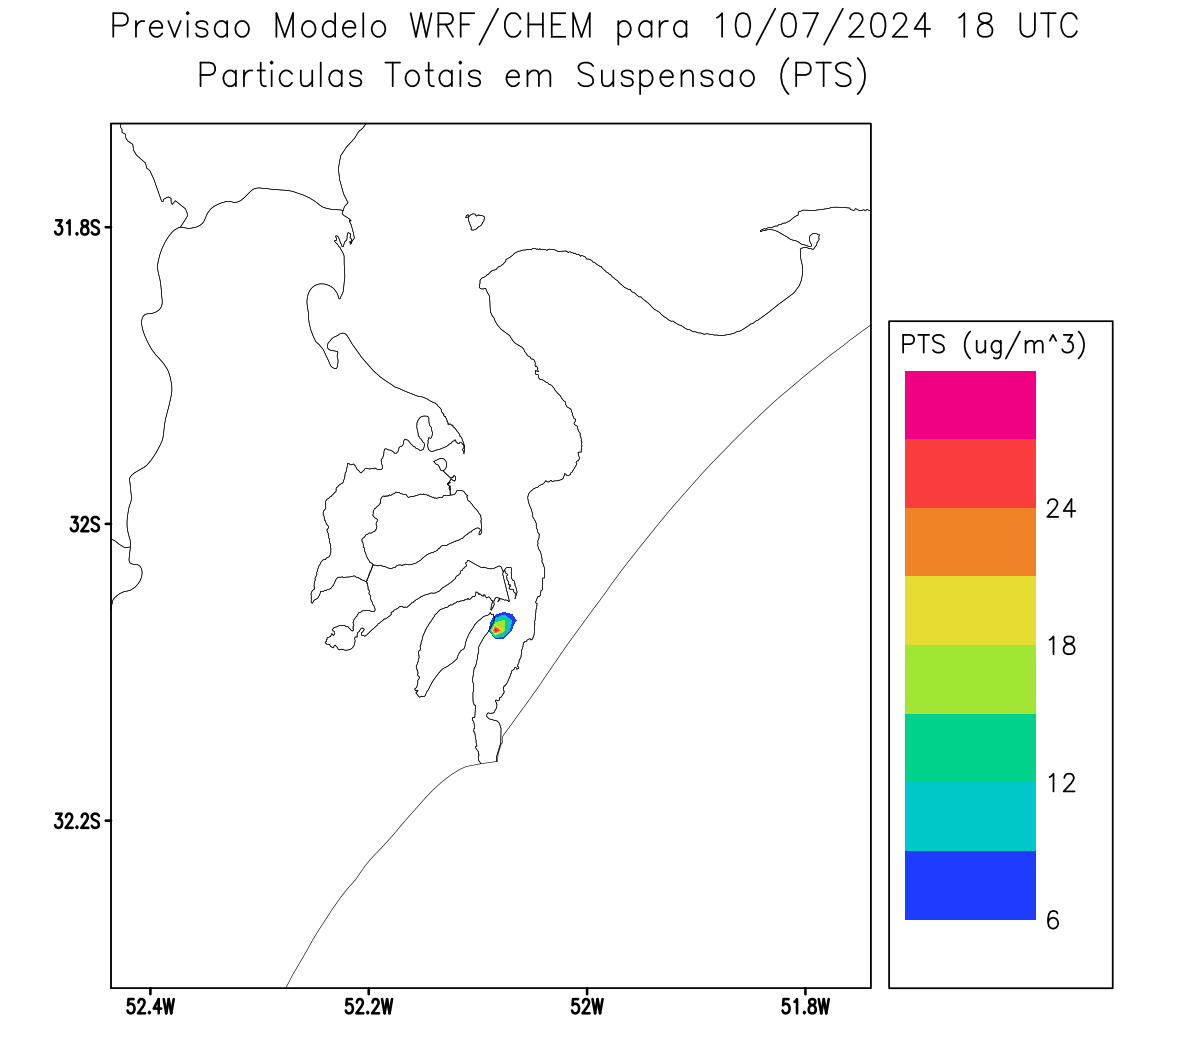 Previsao Modelo WRF/CHEM para 10/07/2024 18 UTC
Particulas Totais em Suspensao (PTS)
31.8S
32S
32.2S
52.4W
52.2W
52W
51.8W
PTS (ug/m^3)
24
18
12
6